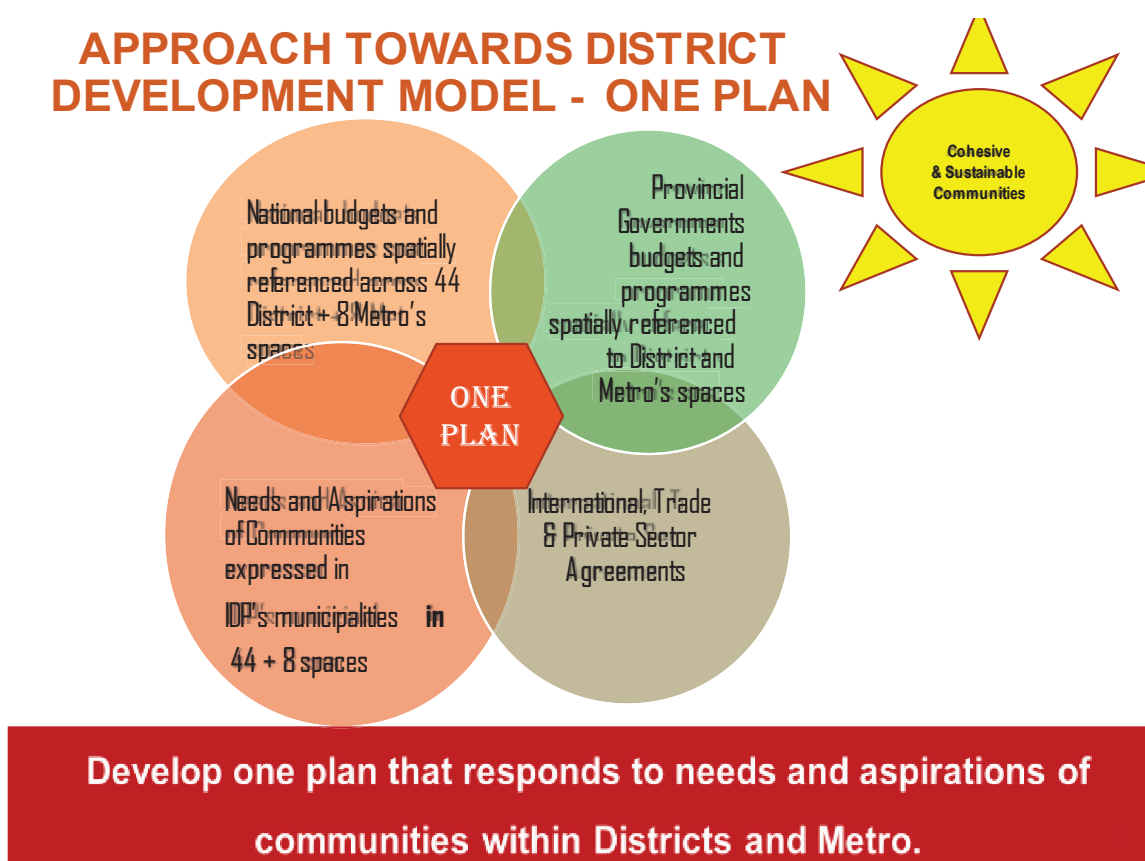 APPROACH TOWARDS DISTRICT
DEVELOPMENT MODEL - ONE PLAN
Cohesive
& Sustainable
Communities
National budgets and
programmes spatially
referenced across 44
District + 8 Metro's
spaces
Provincial
Governments
budgets and
programmes
spatially referenced
to District and
Metro's spaces
ONE
PLAN
Needs and Aspirations
of Communities
expressed in
IDP's municipalities in
44 + 8 spaces
International, Trade
& Private Sector
Agreements
Develop one plan that responds to needs and aspirations of
communities within Districts and Metro.